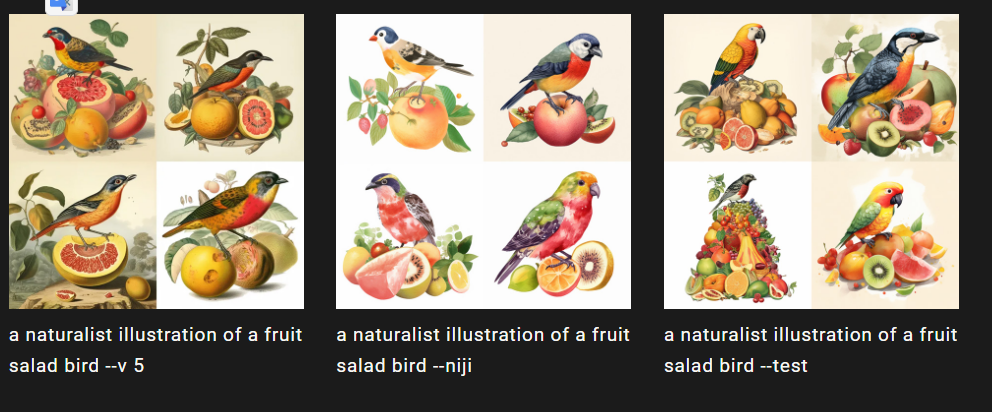 a naturalist illustration of a fruit
salad bird --v 5
a naturalist illustration of a fruit
salad bird --niji
a naturalist illustration of a fruit
salad bird --test